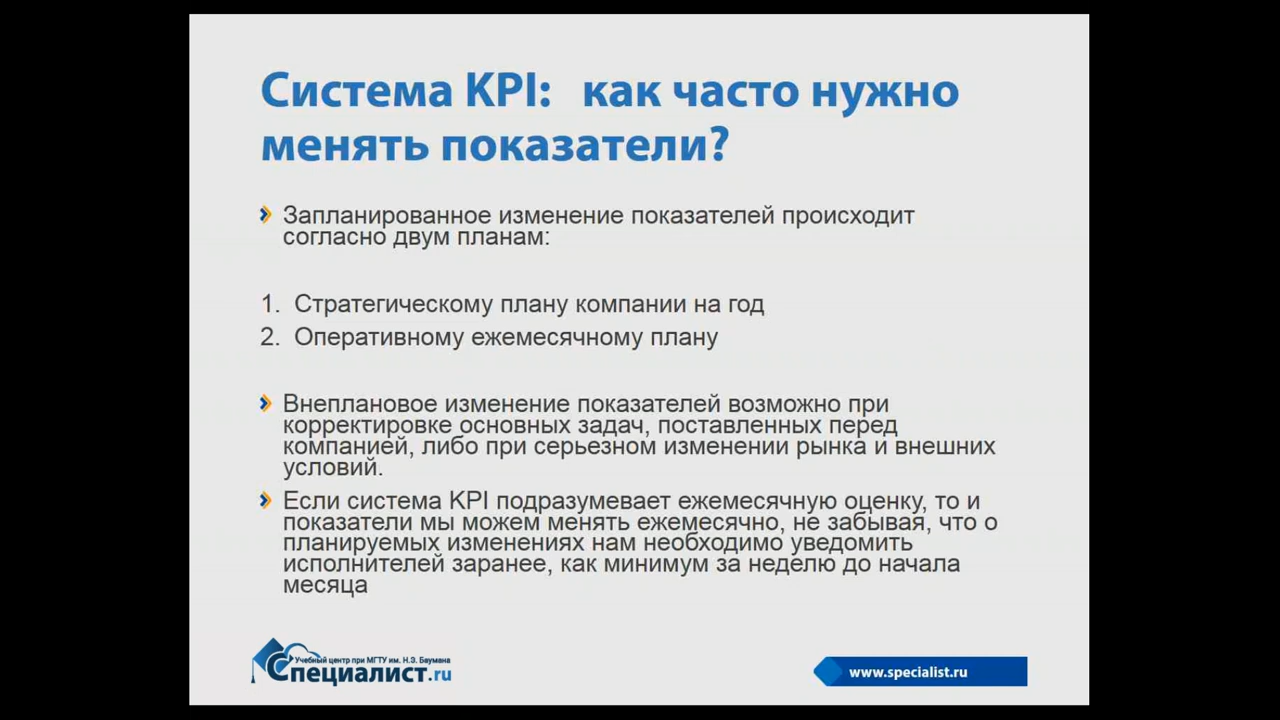 Система KPI: как часто нужно
менять показатели?
Запланированное изменение показателей происходит
согласно двум планам:
1. Стратегическому плану компании на год
2. Оперативному ежемесячному плану
Внеплановое изменение показателей возможно при
корректировке основных задач, поставленных перед
компанией, либо при серьезном изменении рынка и внешних
условий.
Если система KPI подразумевает ежемесячную оценку, то и
показатели мы можем менять ежемесячно, не забывая, что о
планируемых изменениях нам необходимо уведомить
исполнителей заранее, как минимум за неделю до начала
месяца
Учебный центр при МГТУ им. Н.Э. Баумана
Специалист.ru
www.specialist.ru